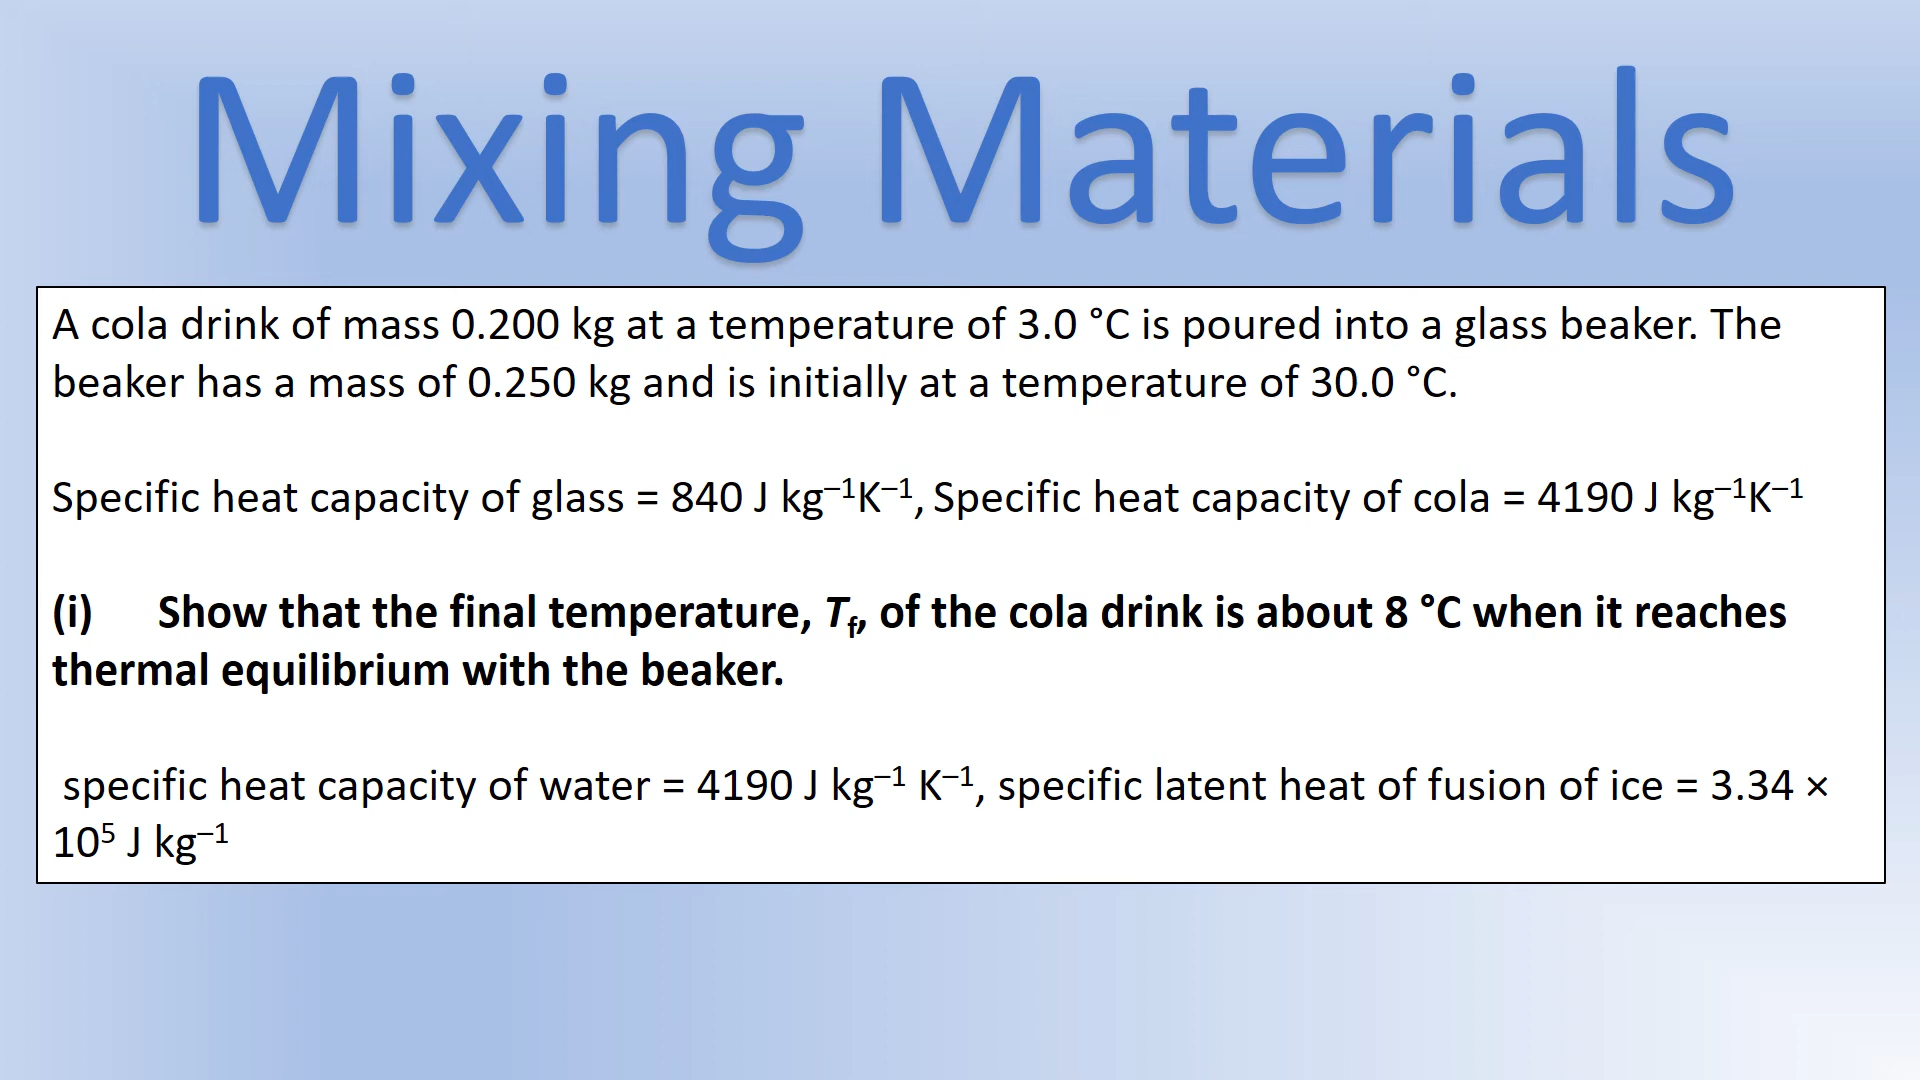 Mixing Materials
A cola drink of mass 0.200 kg at a temperature of 3.0 °C is poured into a glass beaker. The
beaker has a mass of 0.250 kg and is initially at a temperature of 30.0 °C.
Specific heat capacity of glass = 840 J kg⁻¹K⁻¹, Specific heat capacity of cola = 4190 J kg⁻¹K⁻¹
(i) Show that the final temperature, T_f, of the cola drink is about 8 °C when it reaches
thermal equilibrium with the beaker.
specific heat capacity of water = 4190 J kg⁻¹ K⁻¹, specific latent heat of fusion of ice = 3.34 ×
10⁵ J kg⁻¹